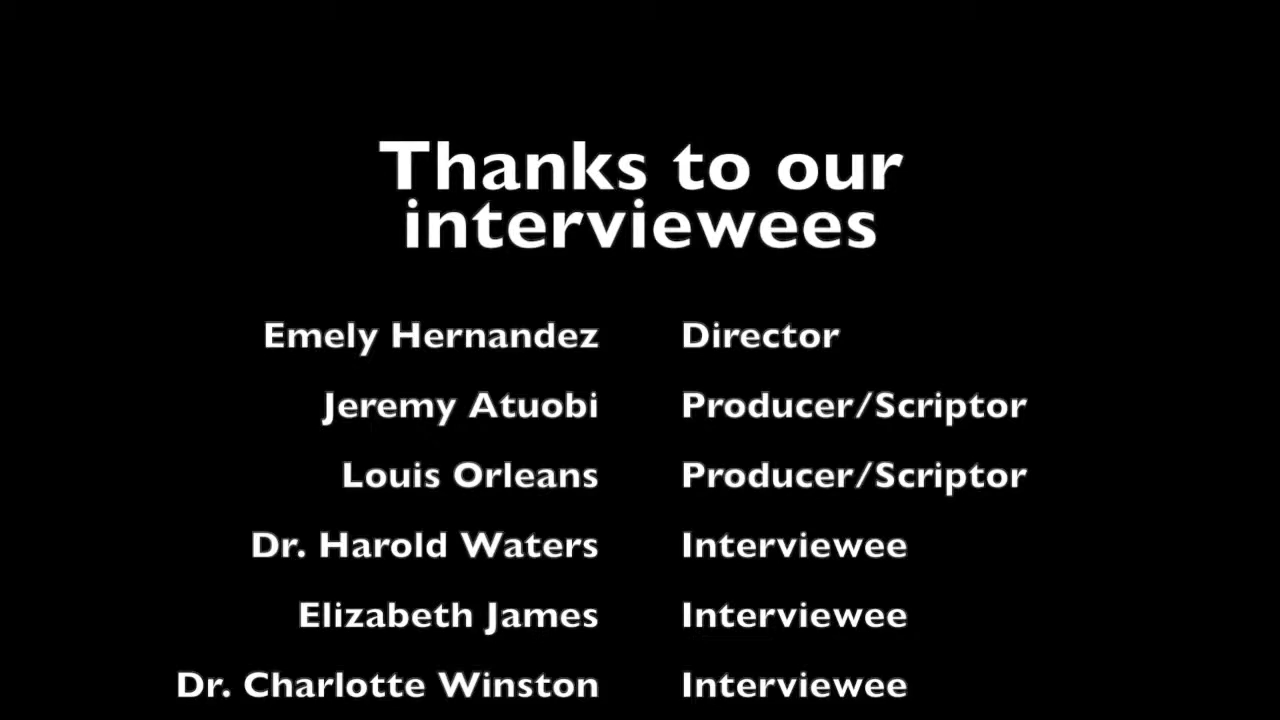 Thanks to our
interviewees
Emely Hernandez Director
Jeremy Atuobi Producer/Scriptor
Louis Orleans Producer/Scriptor
Dr. Harold Waters Interviewee
Elizabeth James Interviewee
Dr. Charlotte Winston Interviewee